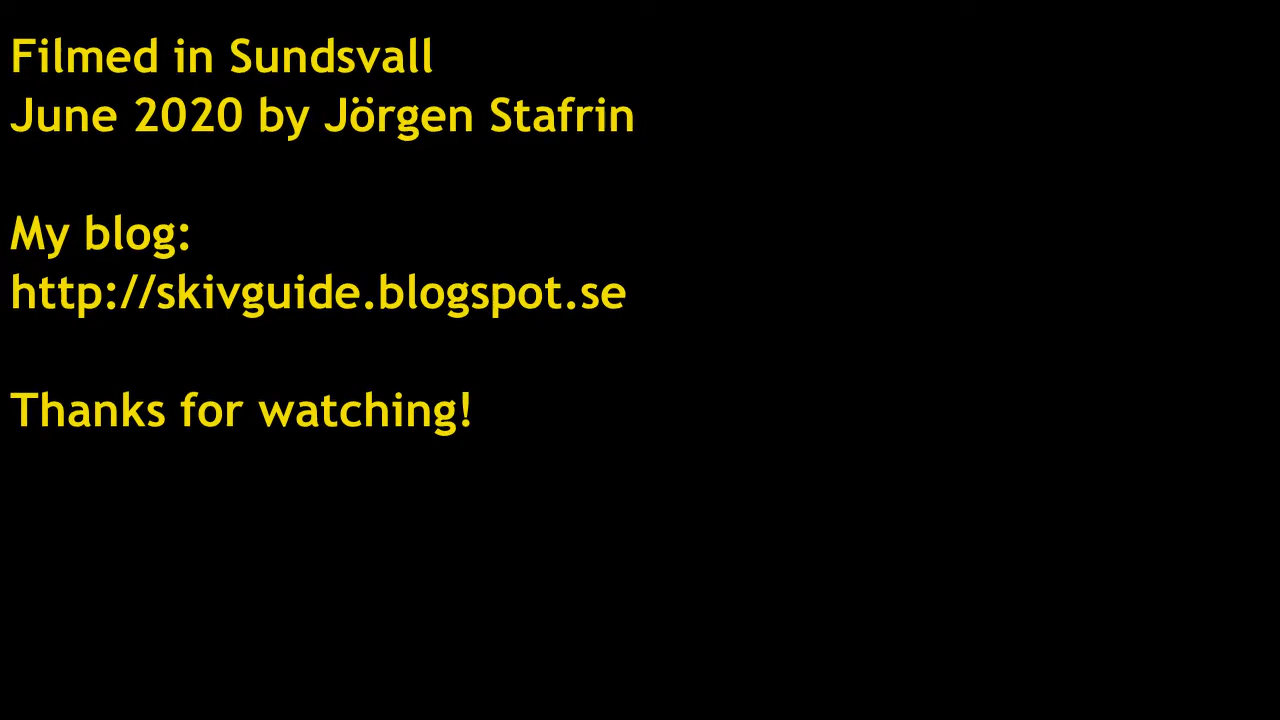 Filmed in Sundsvall
June 2020 by Jörgen Stafrin
My blog:
http://skivguide.blogspot.se
Thanks for watching!